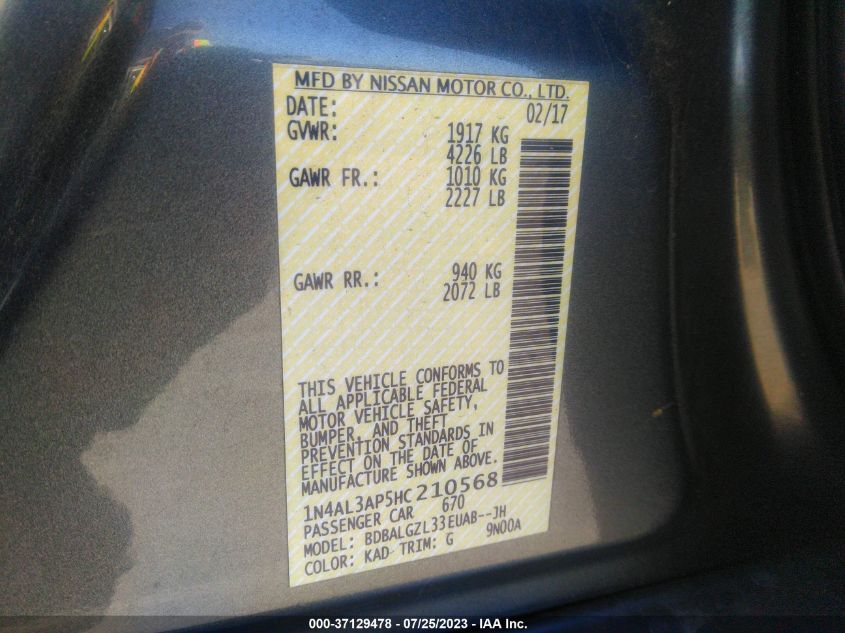 MFD BY NISSAN MOTOR CO., LTD.
DATE: 02/17
GVWR: 1917 KG
4226 LB
GAWR FR.: 1010 KG
2227 LB
GAWR RR.: 940 KG
2072 LB
THIS VEHICLE CONFORMS TO
ALL APPLICABLE FEDERAL
MOTOR VEHICLE SAFETY,
BUMPER, AND THEFT
PREVENTION STANDARDS IN
EFFECT ON THE DATE OF
MANUFACTURE SHOWN ABOVE.
1N4AL3AP5HC210568
PASSENGER CAR 670
MODEL: BDBALGZL33EUAB--JH
COLOR: KAD TRIM: G 9N00A
000-37129478 / 07/25/2023 - IAA Inc.